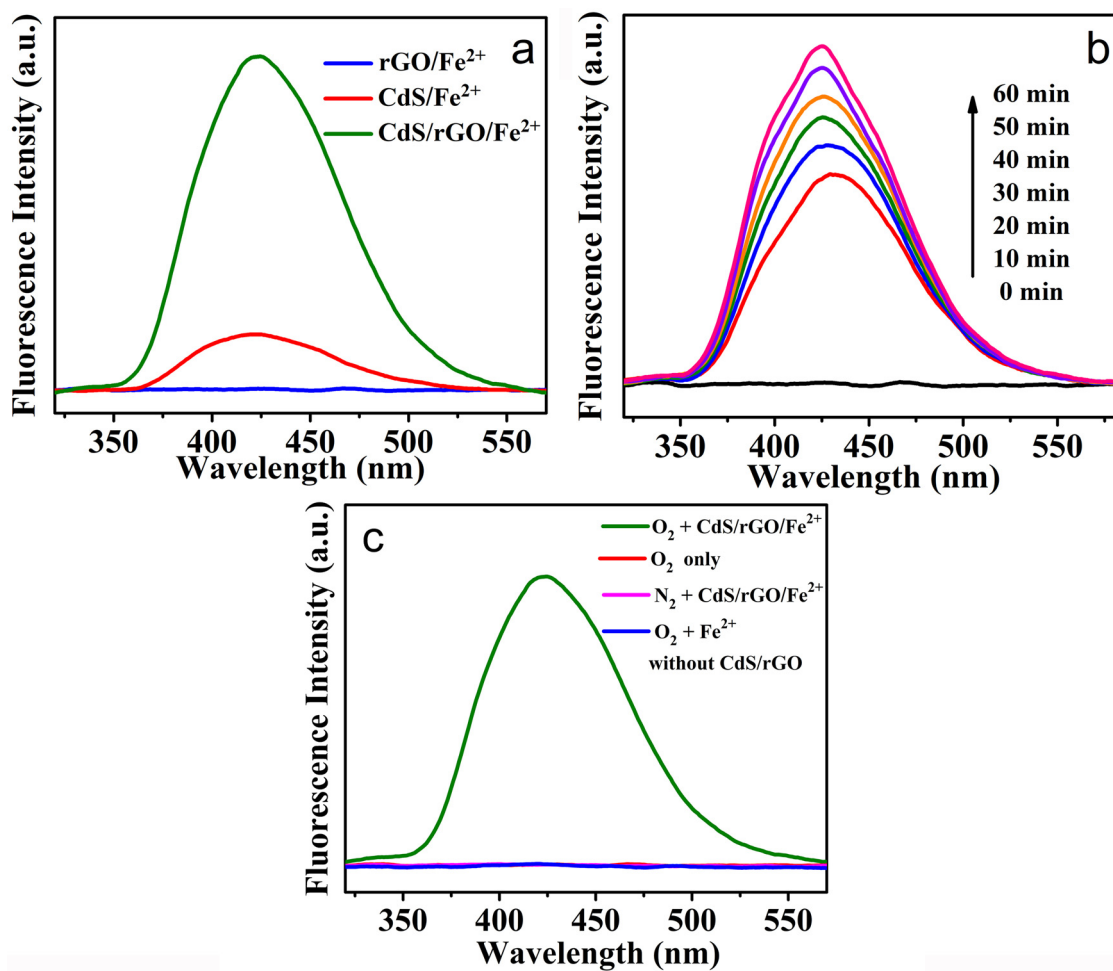 a
rGO/Fe²⁺
CdS/Fe²⁺
CdS/rGO/Fe²⁺
Fluorescence Intensity (a.u.)
350 400 450 500 550
Wavelength (nm)
b
60 min
50 min
40 min
30 min
20 min
10 min
0 min
Fluorescence Intensity (a.u.)
350 400 450 500 550
Wavelength (nm)
c
O₂ + CdS/rGO/Fe²⁺
O₂ only
N₂ + CdS/rGO/Fe²⁺
O₂ + Fe²⁺
without CdS/rGO
Fluorescence Intensity (a.u.)
350 400 450 500 550
Wavelength (nm)